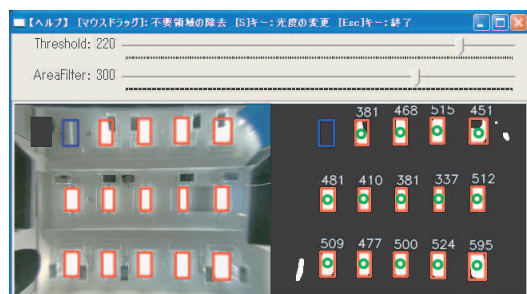 【ヘルプ】 [マウスドラッグ]: 不要領域の除去 [S]キー: 光度の変更 [Esc]キー: 終了
Threshold: 220
AreaFilter: 300
381 468 515 451
481 410 381 337 512
509 477 500 524 595